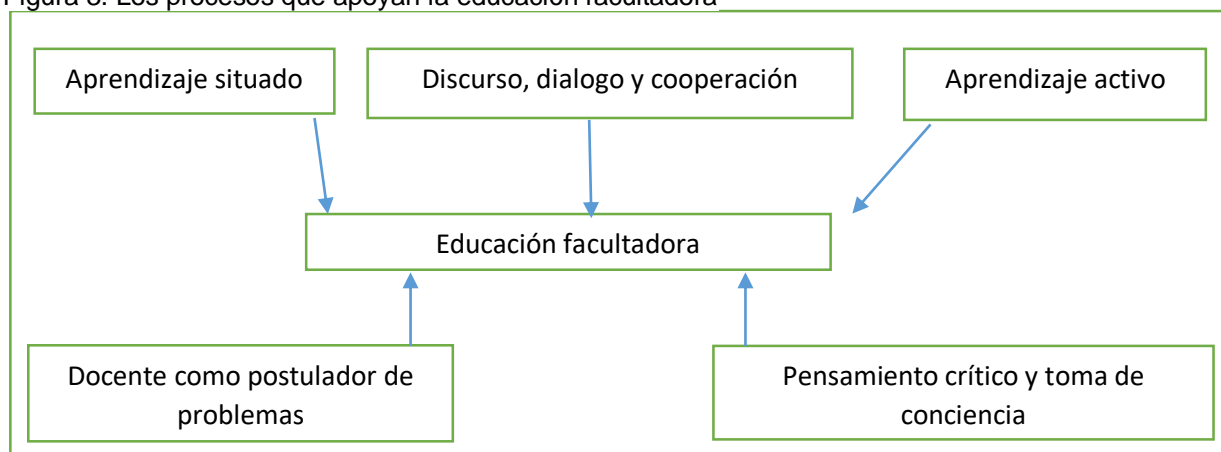 Figura 3. Los procesos que apoyan la educación facultadora
Aprendizaje situado
Discurso, dialogo y cooperación
Aprendizaje activo
Educación facultadora
Docente como postulador de
problemas
Pensamiento crítico y toma de
conciencia